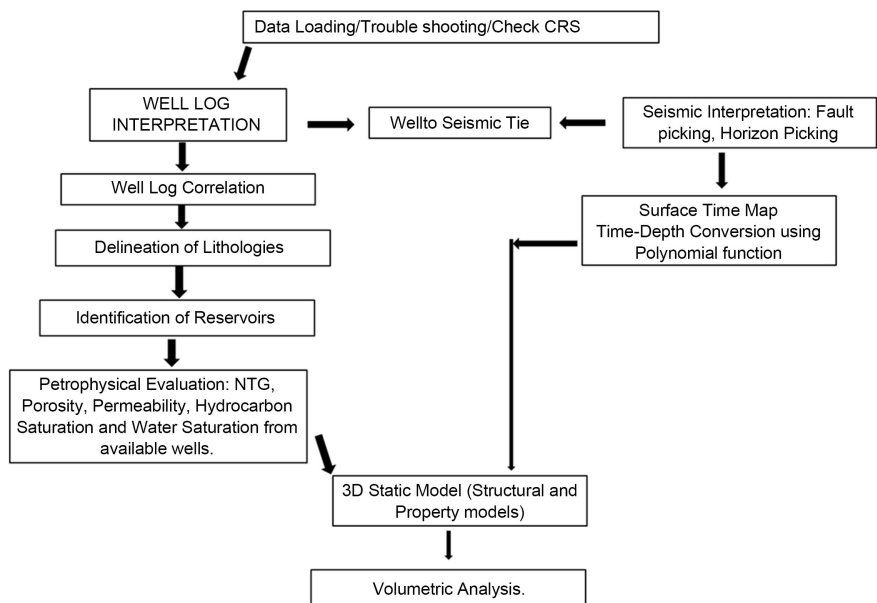 Data Loading/Trouble shooting/Check CRS
WELL LOG
INTERPRETATION
Wellto Seismic Tie
Seismic Interpretation: Fault
picking, Horizon Picking
Well Log Correlation
Surface Time Map
Time-Depth Conversion using
Polynomial function
Delineation of Lithologies
Identification of Reservoirs
Petrophysical Evaluation: NTG,
Porosity, Permeability, Hydrocarbon
Saturation and Water Saturation from
available wells.
3D Static Model (Structural and
Property models)
Volumetric Analysis.